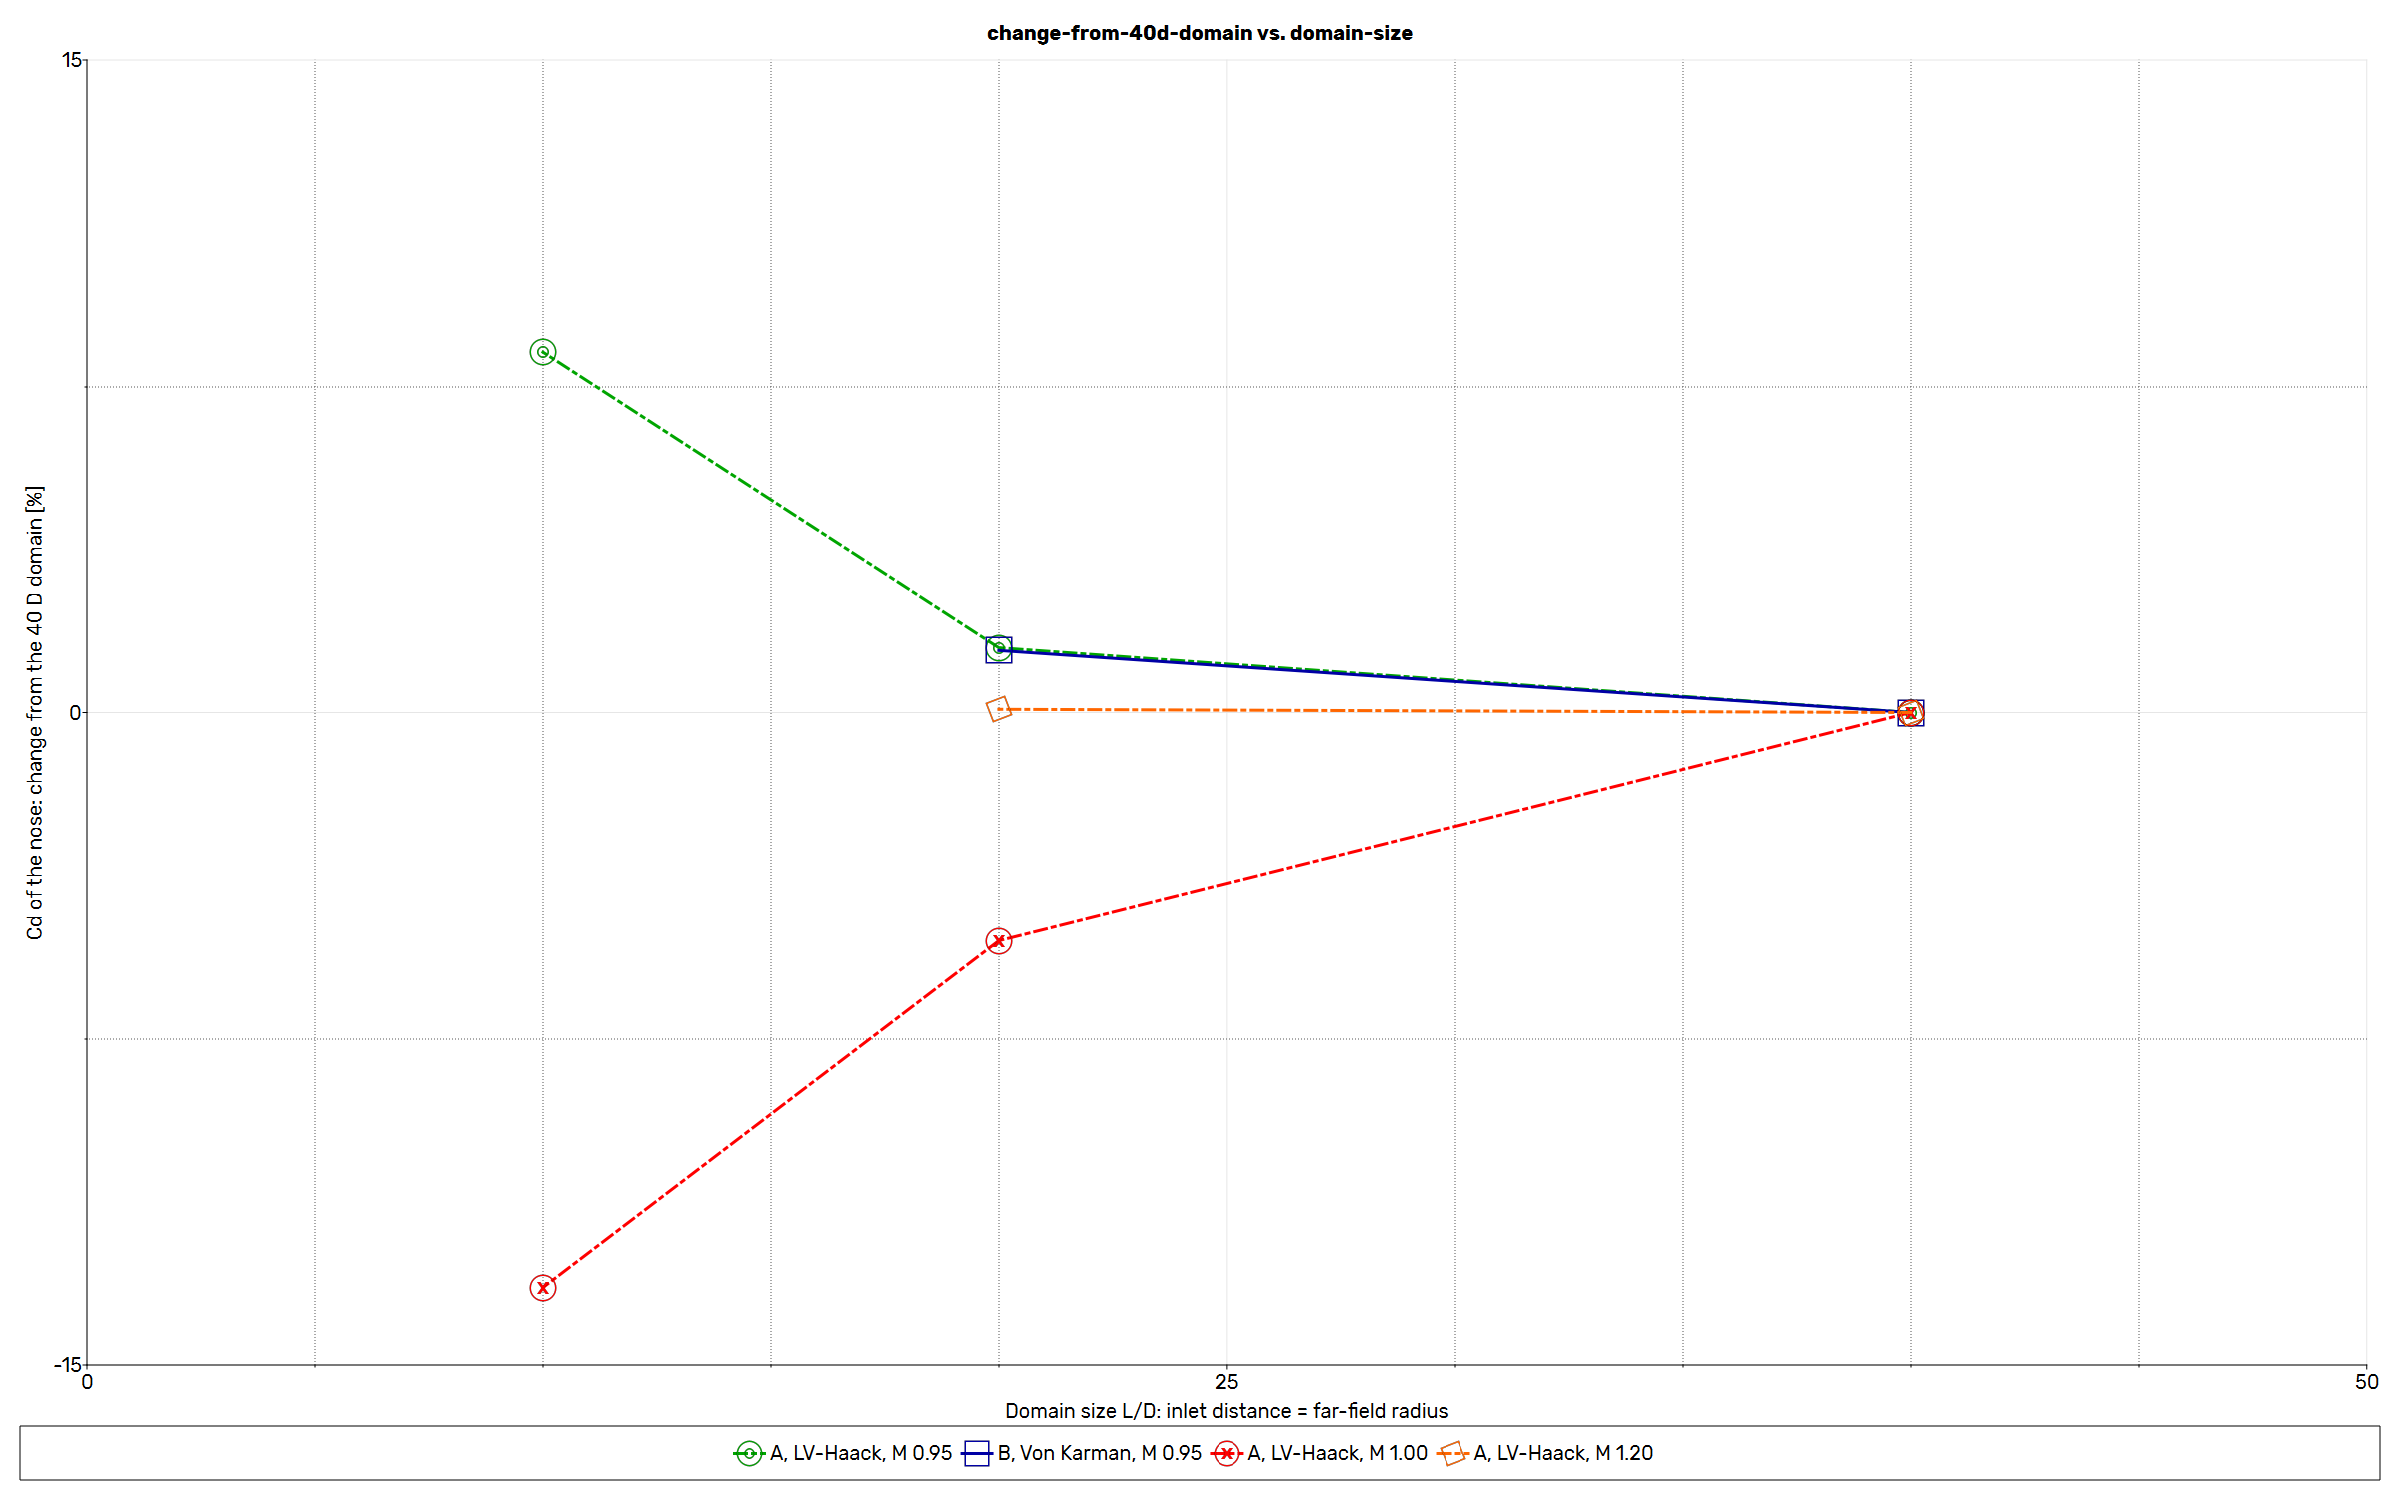 change-from-40d-domain vs. domain-size
15
0
-15
Cd of the nose: change from the 40 D domain [%]
0 25 50
Domain size L/D: inlet distance = far-field radius
A, LV-Haack, M 0.95 B, Von Karman, M 0.95 A, LV-Haack, M 1.00 A, LV-Haack, M 1.20